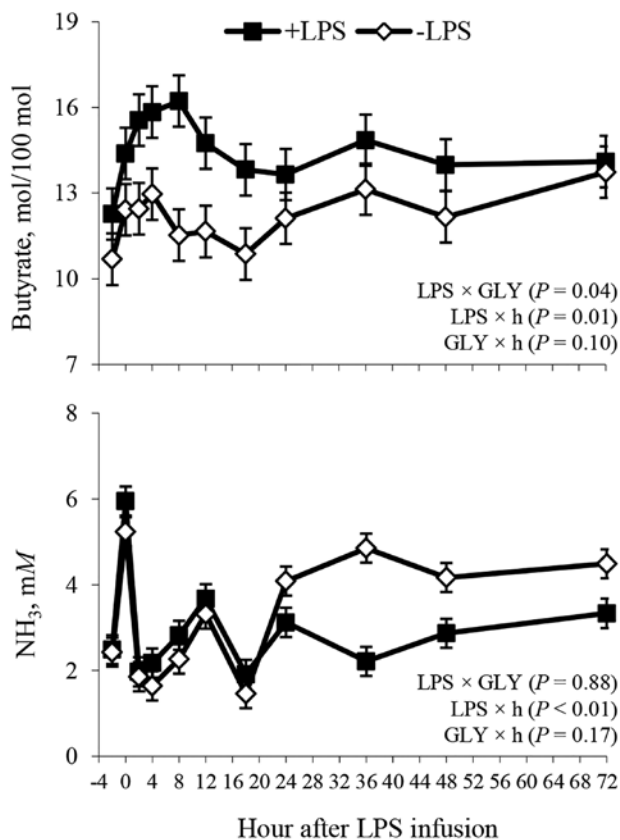 +LPS -LPS
19
16
13
10
7
Butyrate, mol/100 mol
LPS × GLY (P = 0.04)
LPS × h (P = 0.01)
GLY × h (P = 0.10)
8
6
4
2
0
NH3, mM
LPS × GLY (P = 0.88)
LPS × h (P < 0.01)
GLY × h (P = 0.17)
-4 0 4 8 12 16 20 24 28 32 36 40 44 48 52 56 60 64 68 72
Hour after LPS infusion